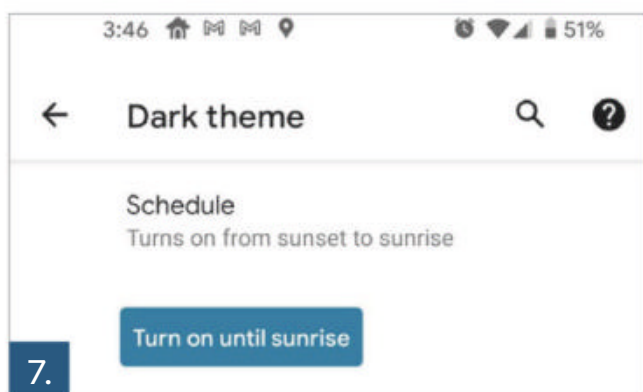 3:46 51%
Dark theme
Schedule
Turns on from sunset to sunrise
Turn on until sunrise
7.